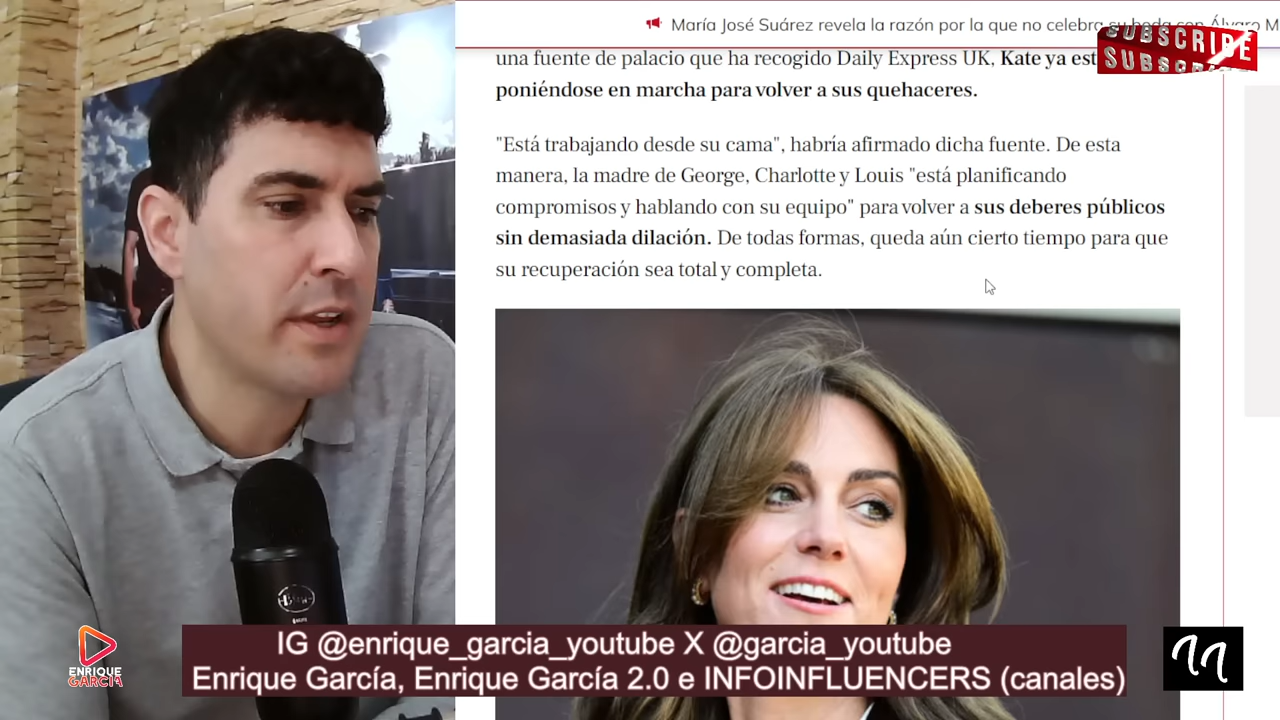 María José Suárez revela la razón por la que no celebra su boda con Álvaro M
SUBSCRIBE
SUBSCRIBE
una fuente de palacio que ha recogido Daily Express UK, Kate ya est
poniéndose en marcha para volver a sus quehaceres.
"Está trabajando desde su cama", habría afirmado dicha fuente. De esta
manera, la madre de George, Charlotte y Louis "está planificando
compromisos y hablando con su equipo" para volver a sus deberes públicos
sin demasiada dilación. De todas formas, queda aún cierto tiempo para que
su recuperación sea total y completa.
IG @enrique_garcia_youtube X @garcia_youtube
Enrique García, Enrique García 2.0 e INFOINFLUENCERS (canales)
ENRIQUE
GARCÍA